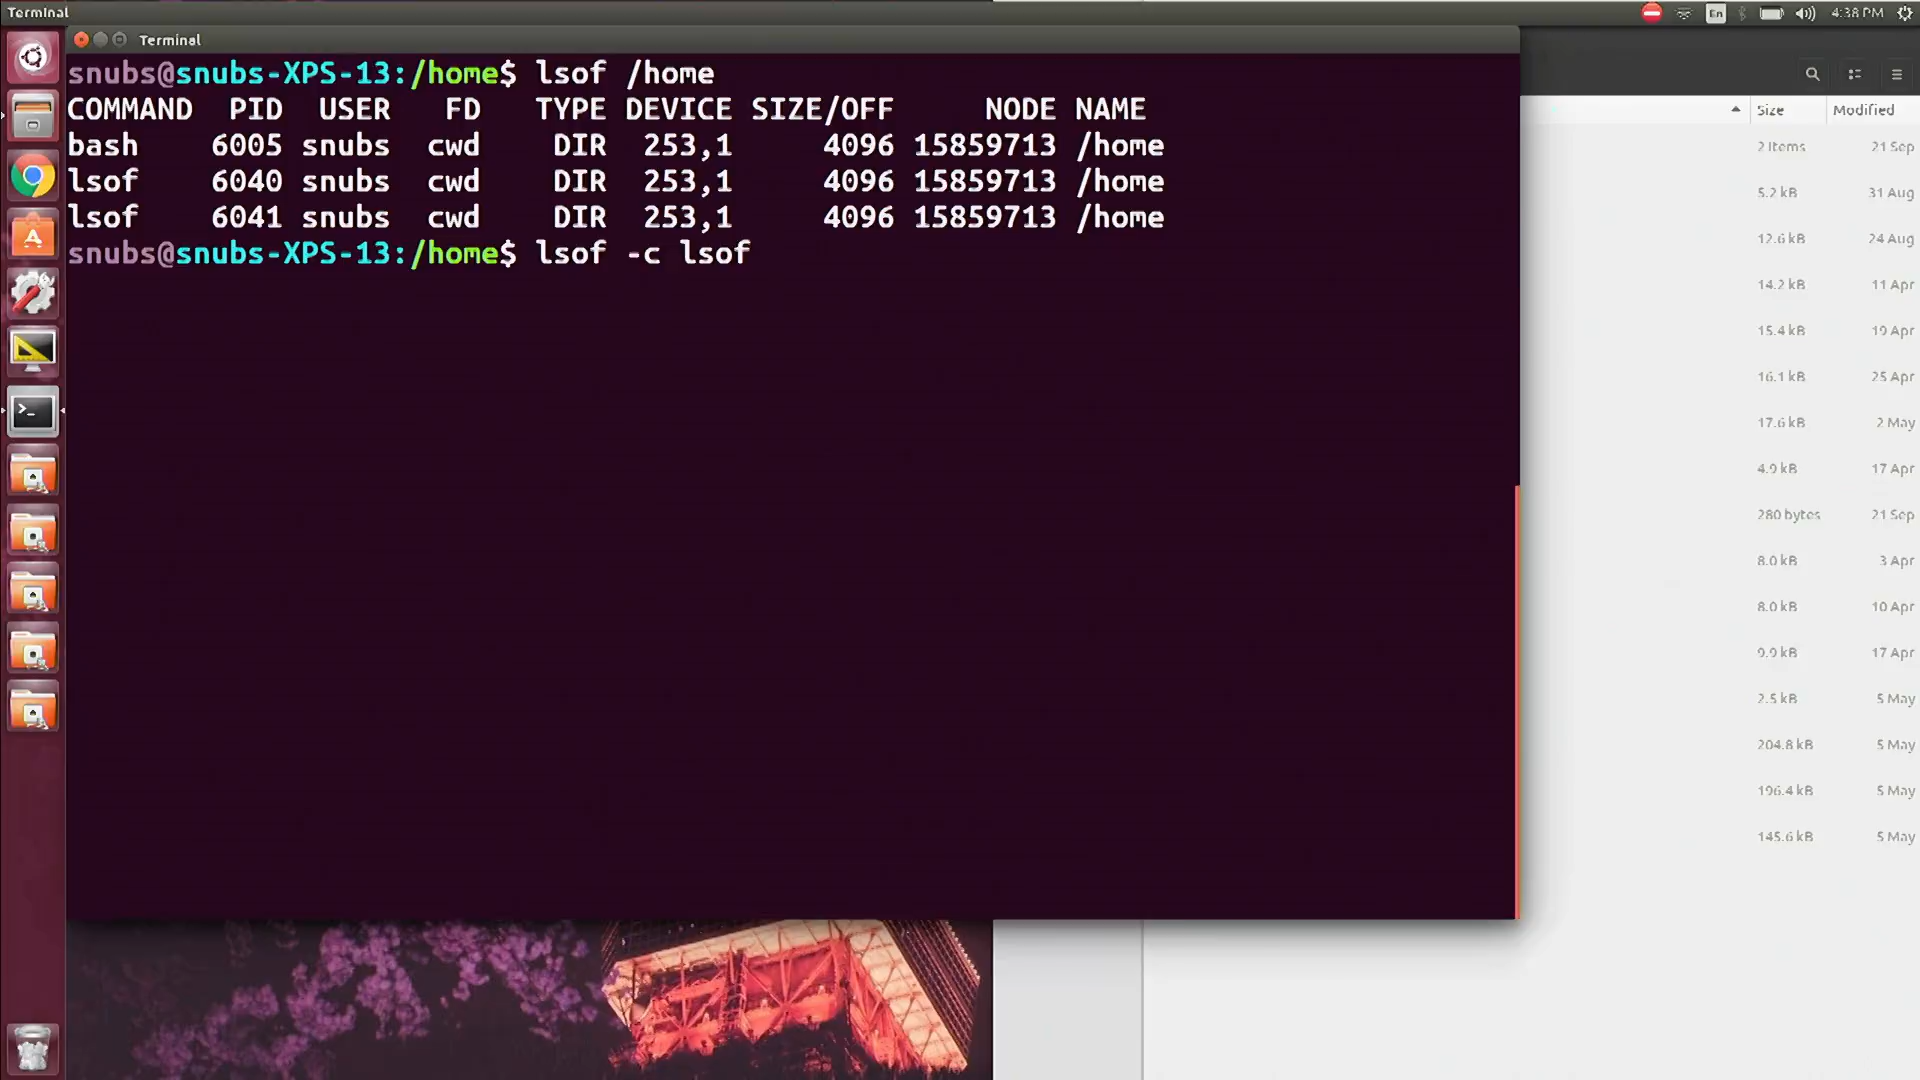 Terminal
En
4:38 PM
Terminal
snubs@snubs-XPS-13:/home$ lsof /home
COMMAND PID USER FD TYPE DEVICE SIZE/OFF NODE NAME
bash 6005 snubs cwd DIR 253,1 4096 15859713 /home
lsof 6040 snubs cwd DIR 253,1 4096 15859713 /home
lsof 6041 snubs cwd DIR 253,1 4096 15859713 /home
snubs@snubs-XPS-13:/home$ lsof -c lsof
Size Modified
2 items 21 Sep
5.2 kB 31 Aug
12.6 kB 24 Aug
14.2 kB 11 Apr
15.4 kB 19 Apr
16.1 kB 25 Apr
17.6 kB 2 May
4.9 kB 17 Apr
280 bytes 21 Sep
8.0 kB 3 Apr
8.0 kB 10 Apr
9.9 kB 17 Apr
2.5 kB 5 May
204.8 kB 5 May
196.4 kB 5 May
145.6 kB 5 May